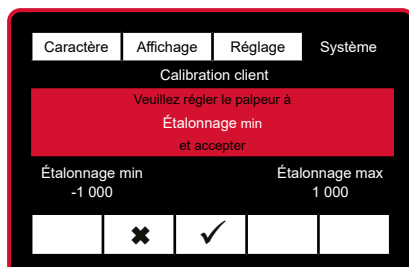 Caractère Affichage Réglage Système
Calibration client
Veuillez régler le palpeur à
Étalonnage min
et accepter
Étalonnage min Étalonnage max
-1 000 1 000